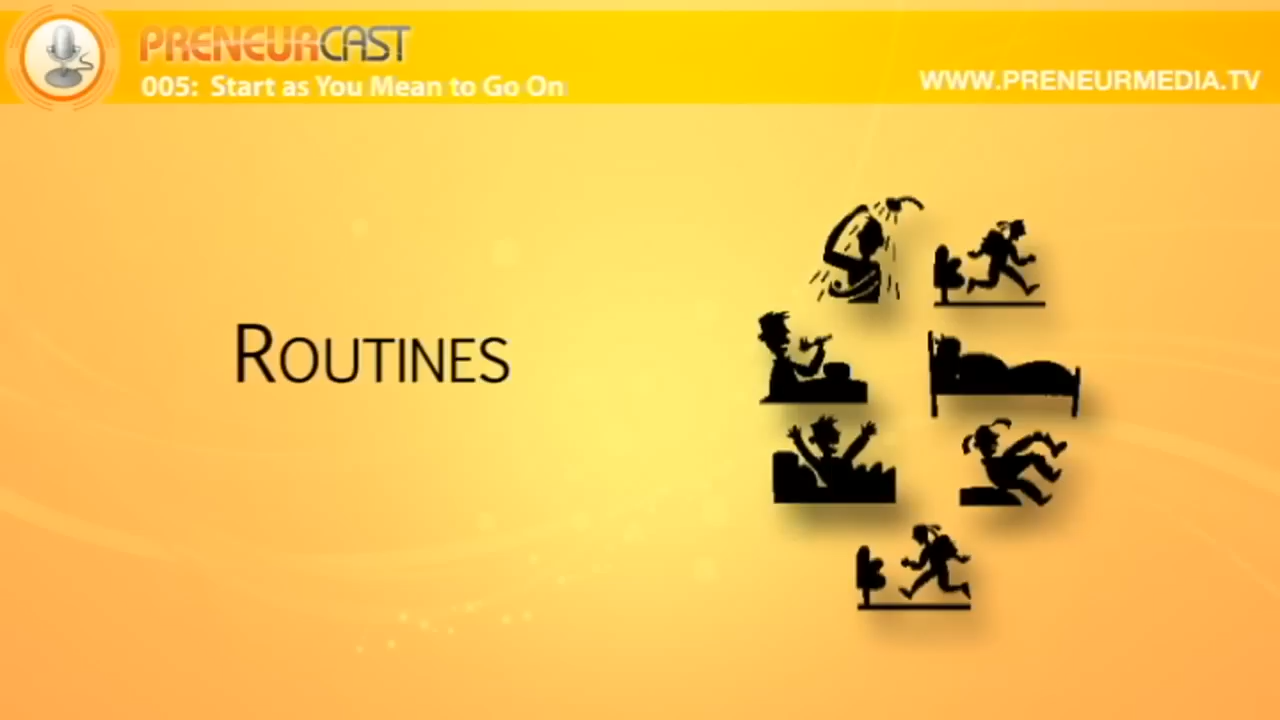 PRENEURCAST
005: Start as You Mean to Go On
WWW.PRENEURMEDIA.TV
ROUTINES